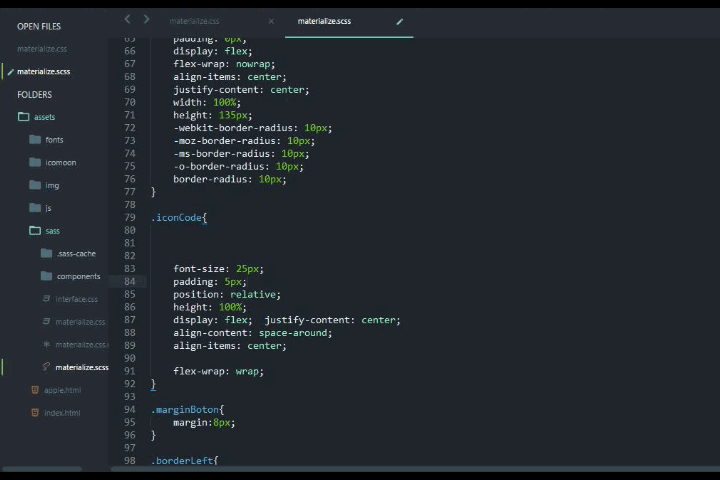 OPEN FILES
materialize.css
materialize.scss
FOLDERS
assets
fonts
icomoon
img
js
sass
.sass-cache
components
interface.css
materialize.css
materialize.css.
materialize.scss
apple.html
index.html
materialize.css
materialize.scss
65 padding: 0px;
66 display: flex;
67 flex-wrap: nowrap;
68 align-items: center;
69 justify-content: center;
70 width: 100%;
71 height: 135px;
72 -webkit-border-radius: 10px;
73 -moz-border-radius: 10px;
74 -ms-border-radius: 10px;
75 -o-border-radius: 10px;
76 border-radius: 10px;
77 }
78
79 .iconCode{
80
81
82
83 font-size: 25px;
84 padding: 5px;
85 position: relative;
86 height: 100%;
87 display: flex;  justify-content: center;
88 align-content: space-around;
89 align-items: center;
90
91 flex-wrap: wrap;
92 }
93
94 .marginBoton{
95 margin:8px;
96 }
97
98 .borderLeft{